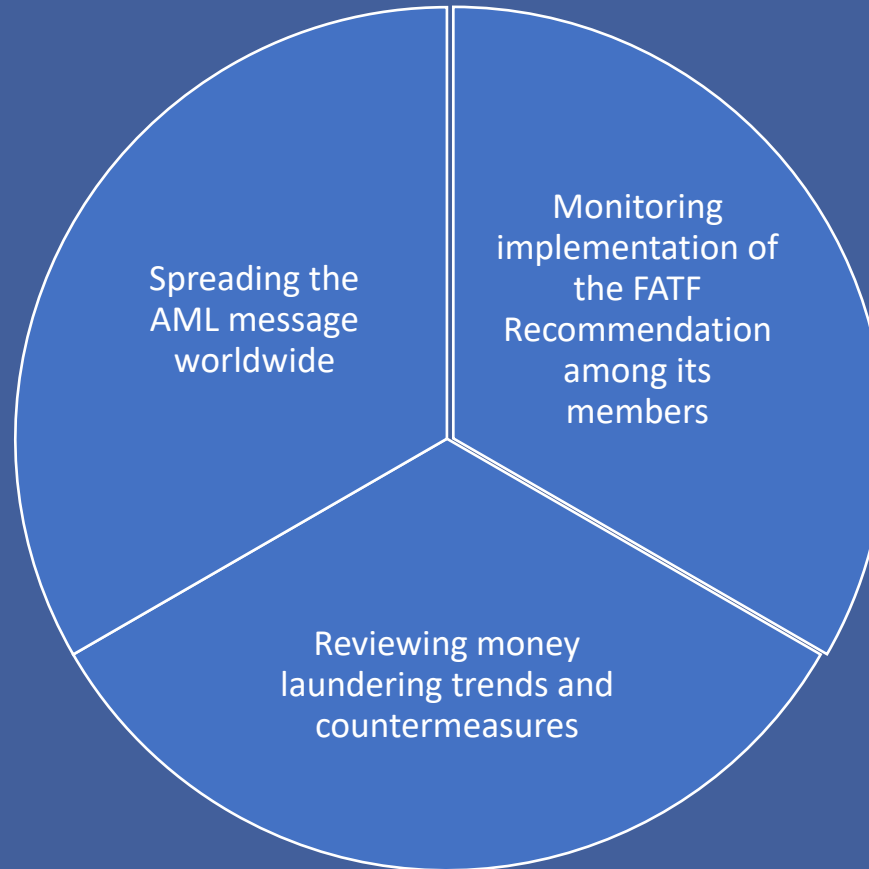 Spreading the
AML message
worldwide
Monitoring
implementation of
the FATF
Recommendation
among its
members
Reviewing money
laundering trends and
countermeasures